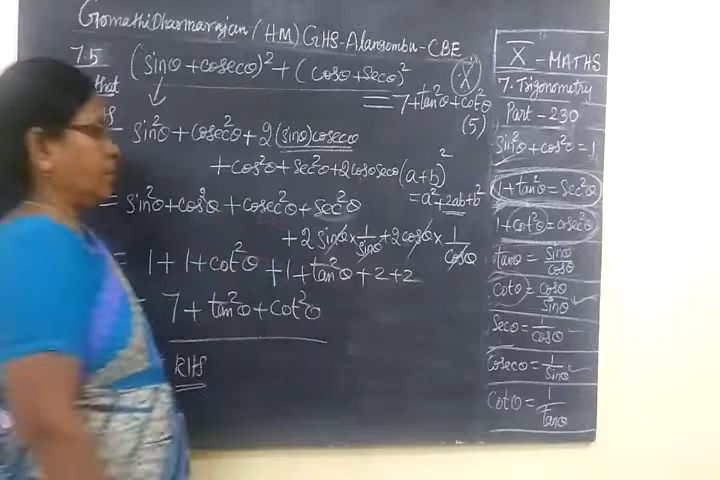 Gomathi Dharmarajan (HM) GHS-Alangombu-CBE
7.5 (sinθ+cosecθ)²+(cosθ+secθ)²
that
= 7+tan²θ+cot²θ
(5)
sin²θ+cosec²θ+2(sinθ)cosecθ
+cos²θ+sec²θ+2cosθsecθ
(a+b)²
=a²+2ab+b²
= sin²θ+cos²θ+cosec²θ+sec²θ
+2 sinθ×1/sinθ+2cosθ×1/cosθ
= 1+1+cot²θ+1+tan²θ+2+2
= 7+tan²θ+cot²θ
RHS
X-MATHS
7. Trigonometry
Part-230
sin²θ+cos²θ=1
1+tan²θ=sec²θ
1+cot²θ=cosec²θ
tanθ=sinθ/cosθ
cotθ=cosθ/sinθ
secθ=1/cosθ
cosecθ=1/sinθ
cotθ=1/tanθ